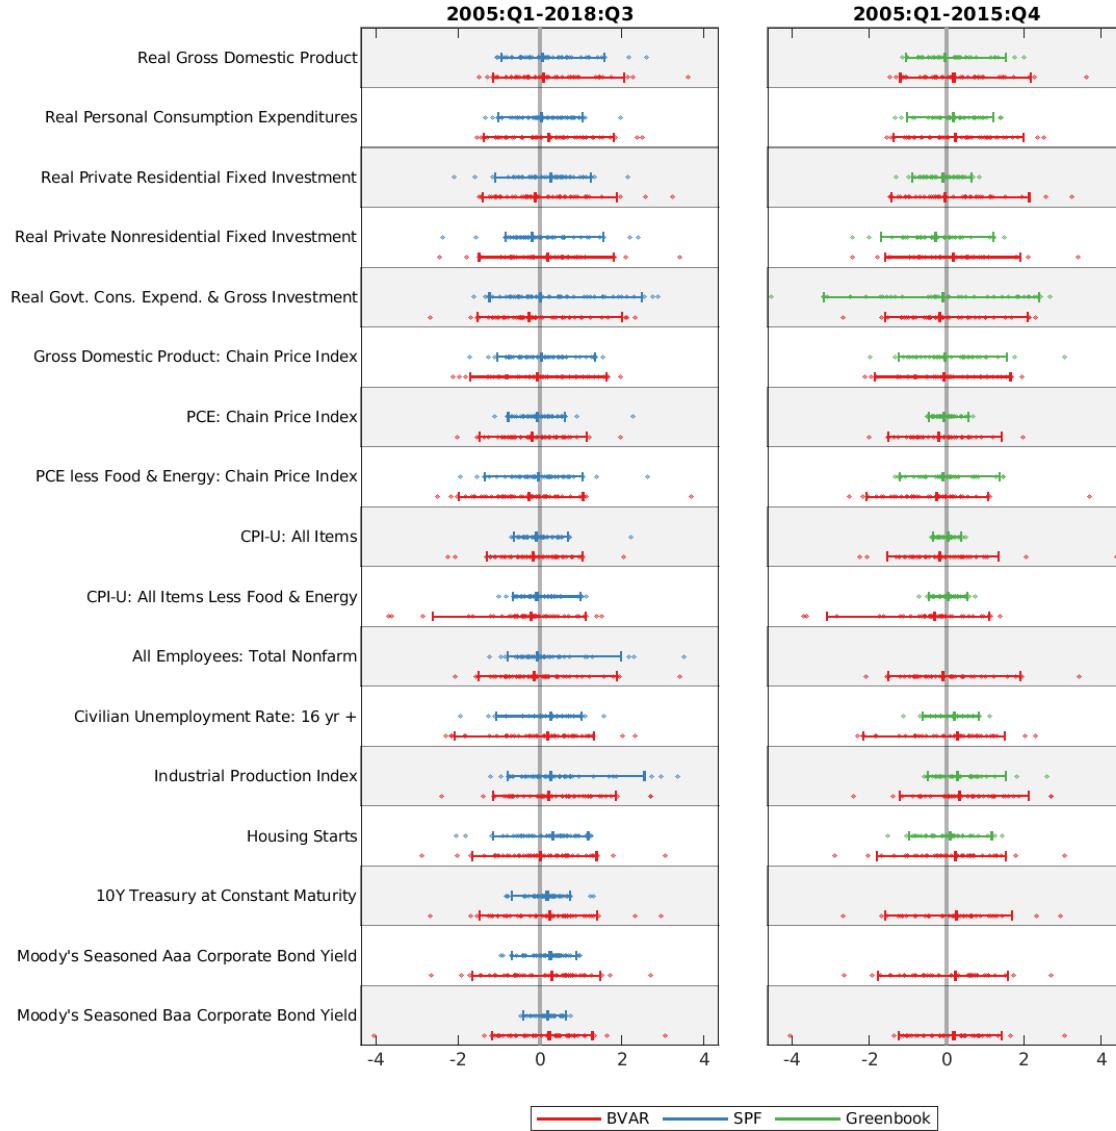 2005:Q1-2018:Q3
2005:Q1-2015:Q4
Real Gross Domestic Product
Real Personal Consumption Expenditures
Real Private Residential Fixed Investment
Real Private Nonresidential Fixed Investment
Real Govt. Cons. Expend. & Gross Investment
Gross Domestic Product: Chain Price Index
PCE: Chain Price Index
PCE less Food & Energy: Chain Price Index
CPI-U: All Items
CPI-U: All Items Less Food & Energy
All Employees: Total Nonfarm
Civilian Unemployment Rate: 16 yr +
Industrial Production Index
Housing Starts
10Y Treasury at Constant Maturity
Moody's Seasoned Aaa Corporate Bond Yield
Moody's Seasoned Baa Corporate Bond Yield
-4 -2 0 2 4
-4 -2 0 2 4
BVAR SPF Greenbook